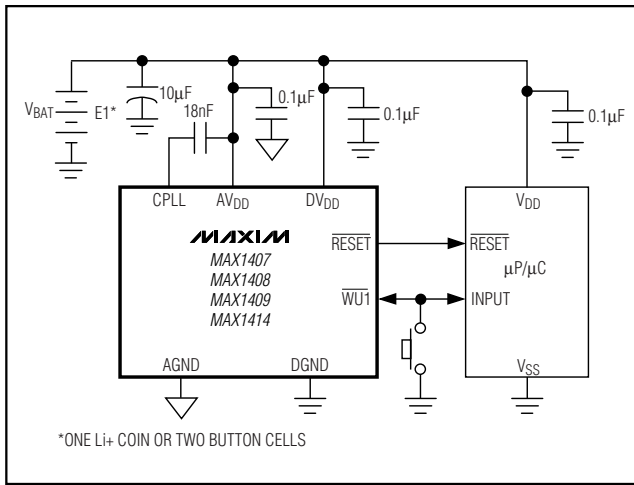 10µF
0.1µF
0.1µF
0.1µF
V_BAT
E1*
18nF
CPLL
AV_DD
DV_DD
V_DD
MAXIM
RESET
RESET
MAX1407
MAX1408
MAX1409
MAX1414
µP/µC
WU1
INPUT
AGND
DGND
V_SS
*ONE Li+ COIN OR TWO BUTTON CELLS